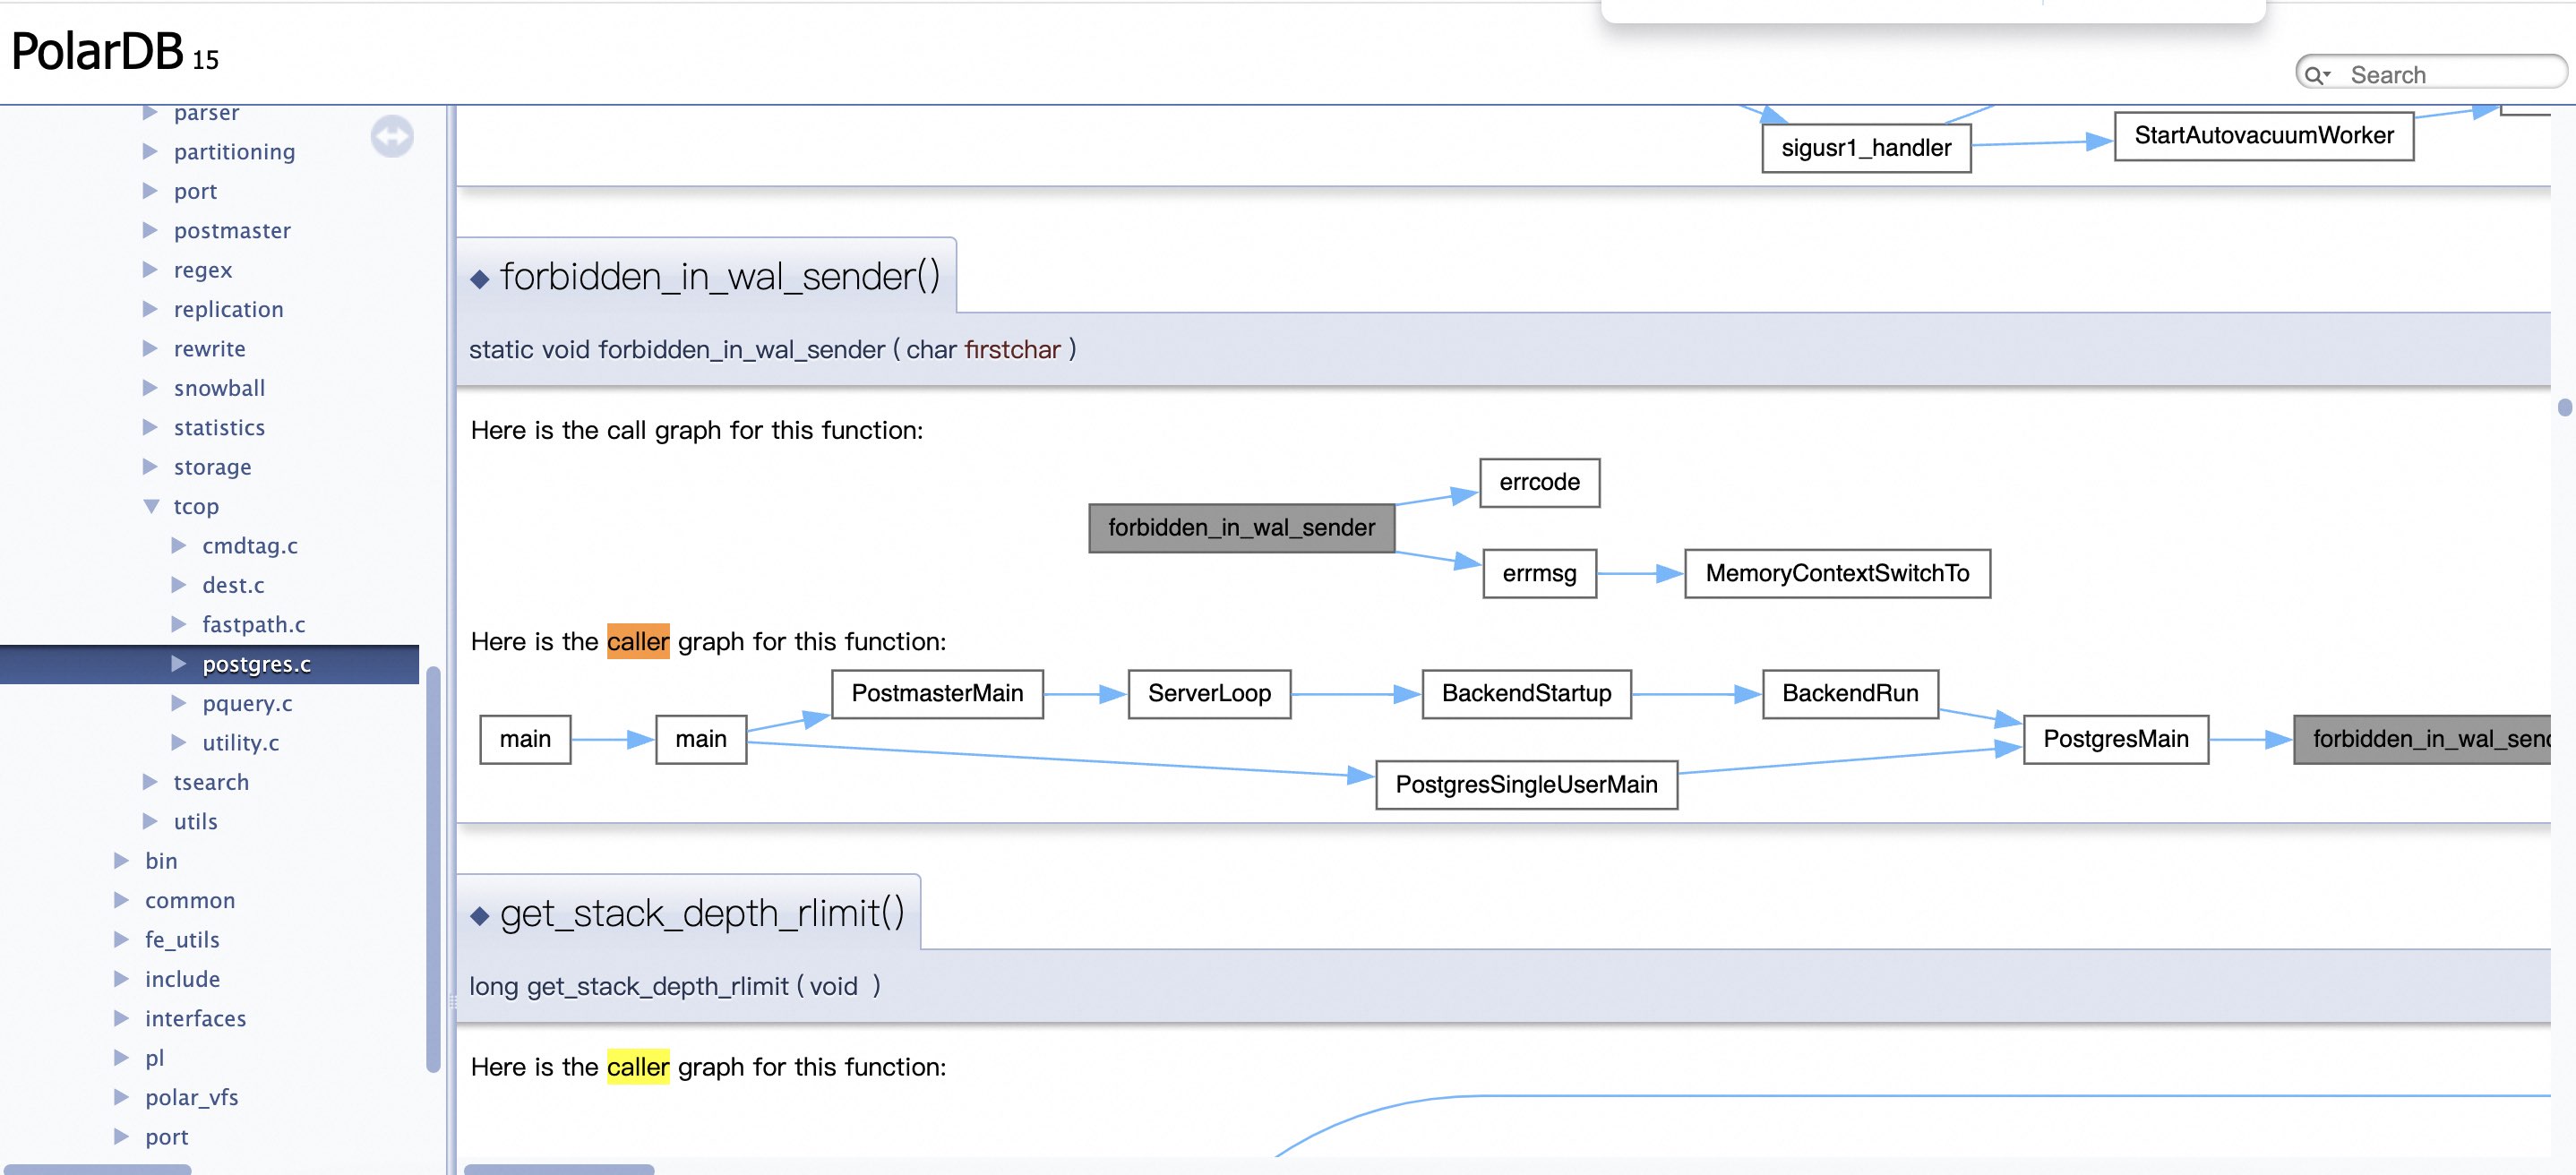 PolarDB 15
Search
parser
partitioning
port
postmaster
regex
replication
rewrite
snowball
statistics
storage
tcop
cmdtag.c
dest.c
fastpath.c
postgres.c
pquery.c
utility.c
tsearch
utils
bin
common
fe_utils
include
interfaces
pl
polar_vfs
port
sigusr1_handler
StartAutovacuumWorker
◆ forbidden_in_wal_sender()
static void forbidden_in_wal_sender ( char firstchar )
Here is the call graph for this function:
forbidden_in_wal_sender
errcode
errmsg
MemoryContextSwitchTo
Here is the caller graph for this function:
main
main
PostmasterMain
ServerLoop
BackendStartup
BackendRun
PostgresSingleUserMain
PostgresMain
forbidden_in_wal_send
◆ get_stack_depth_rlimit()
long get_stack_depth_rlimit ( void )
Here is the caller graph for this function: